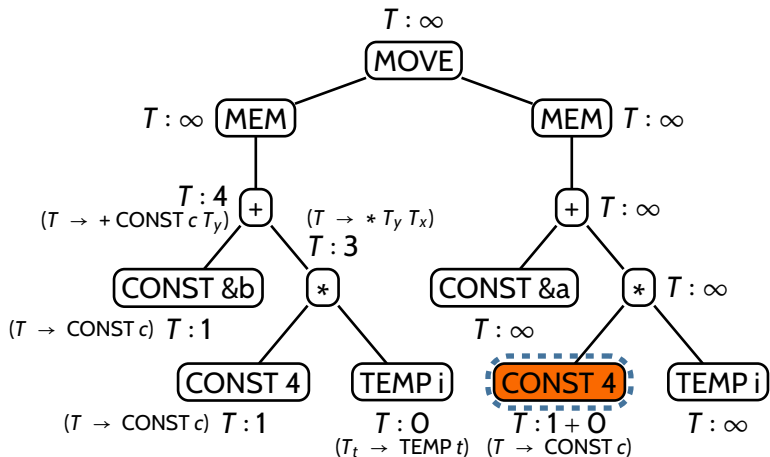 T : ∞
MOVE
T : ∞ MEM MEM T : ∞
T : 4
(T → + CONST c T_y) + (T → * T_y T_x) + T : ∞
T : 3
CONST &b * CONST &a * T : ∞
(T → CONST c) T : 1 T : ∞
CONST 4 TEMP i CONST 4 TEMP i
(T → CONST c) T : 1 T : 0 T : 1 + 0 T : ∞
(T_t → TEMP t) (T → CONST c)